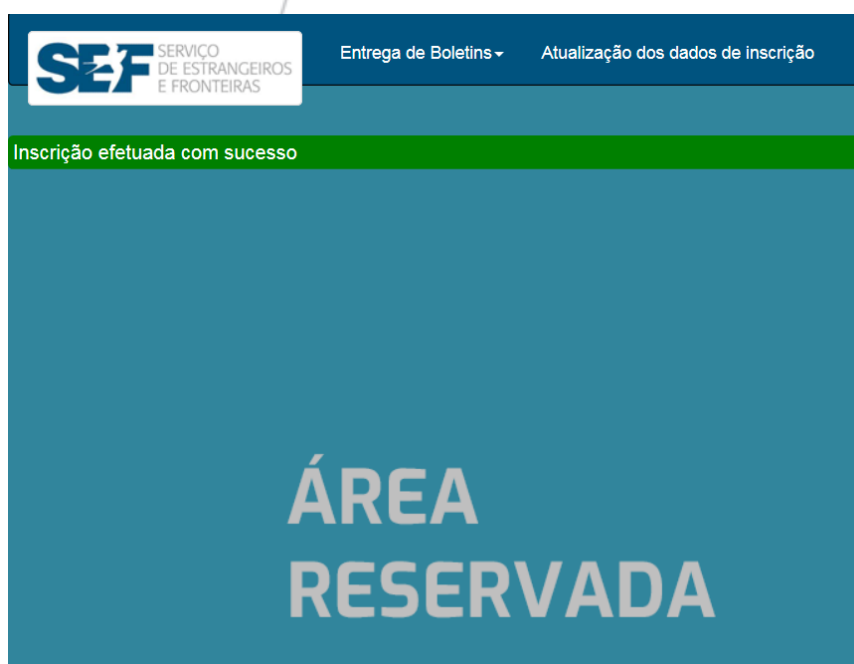 SEF SERVIÇO
DE ESTRANGEIROS
E FRONTEIRAS
Entrega de Boletins Atualização dos dados de inscrição
Inscrição efetuada com sucesso
ÁREA
RESERVADA